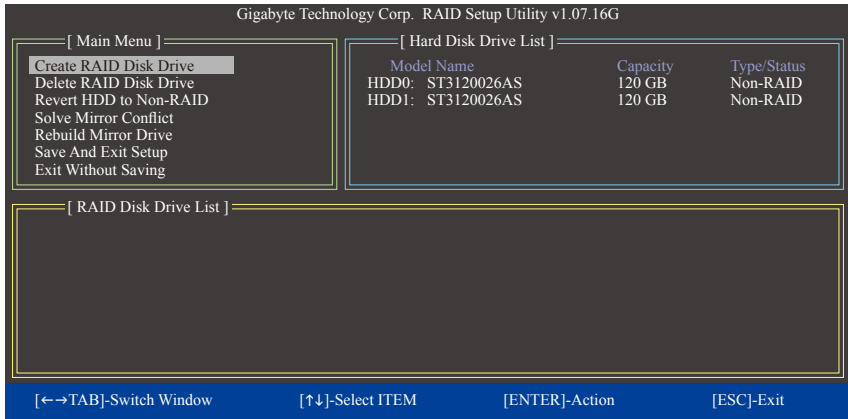 Gigabyte Technology Corp. RAID Setup Utility v1.07.16G
[ Main Menu ]
Create RAID Disk Drive
Delete RAID Disk Drive
Revert HDD to Non-RAID
Solve Mirror Conflict
Rebuild Mirror Drive
Save And Exit Setup
Exit Without Saving
[ Hard Disk Drive List ]
Model Name Capacity Type/Status
HDD0: ST3120026AS 120 GB Non-RAID
HDD1: ST3120026AS 120 GB Non-RAID
[ RAID Disk Drive List ]
[←→TAB]-Switch Window [↑↓]-Select ITEM [ENTER]-Action [ESC]-Exit